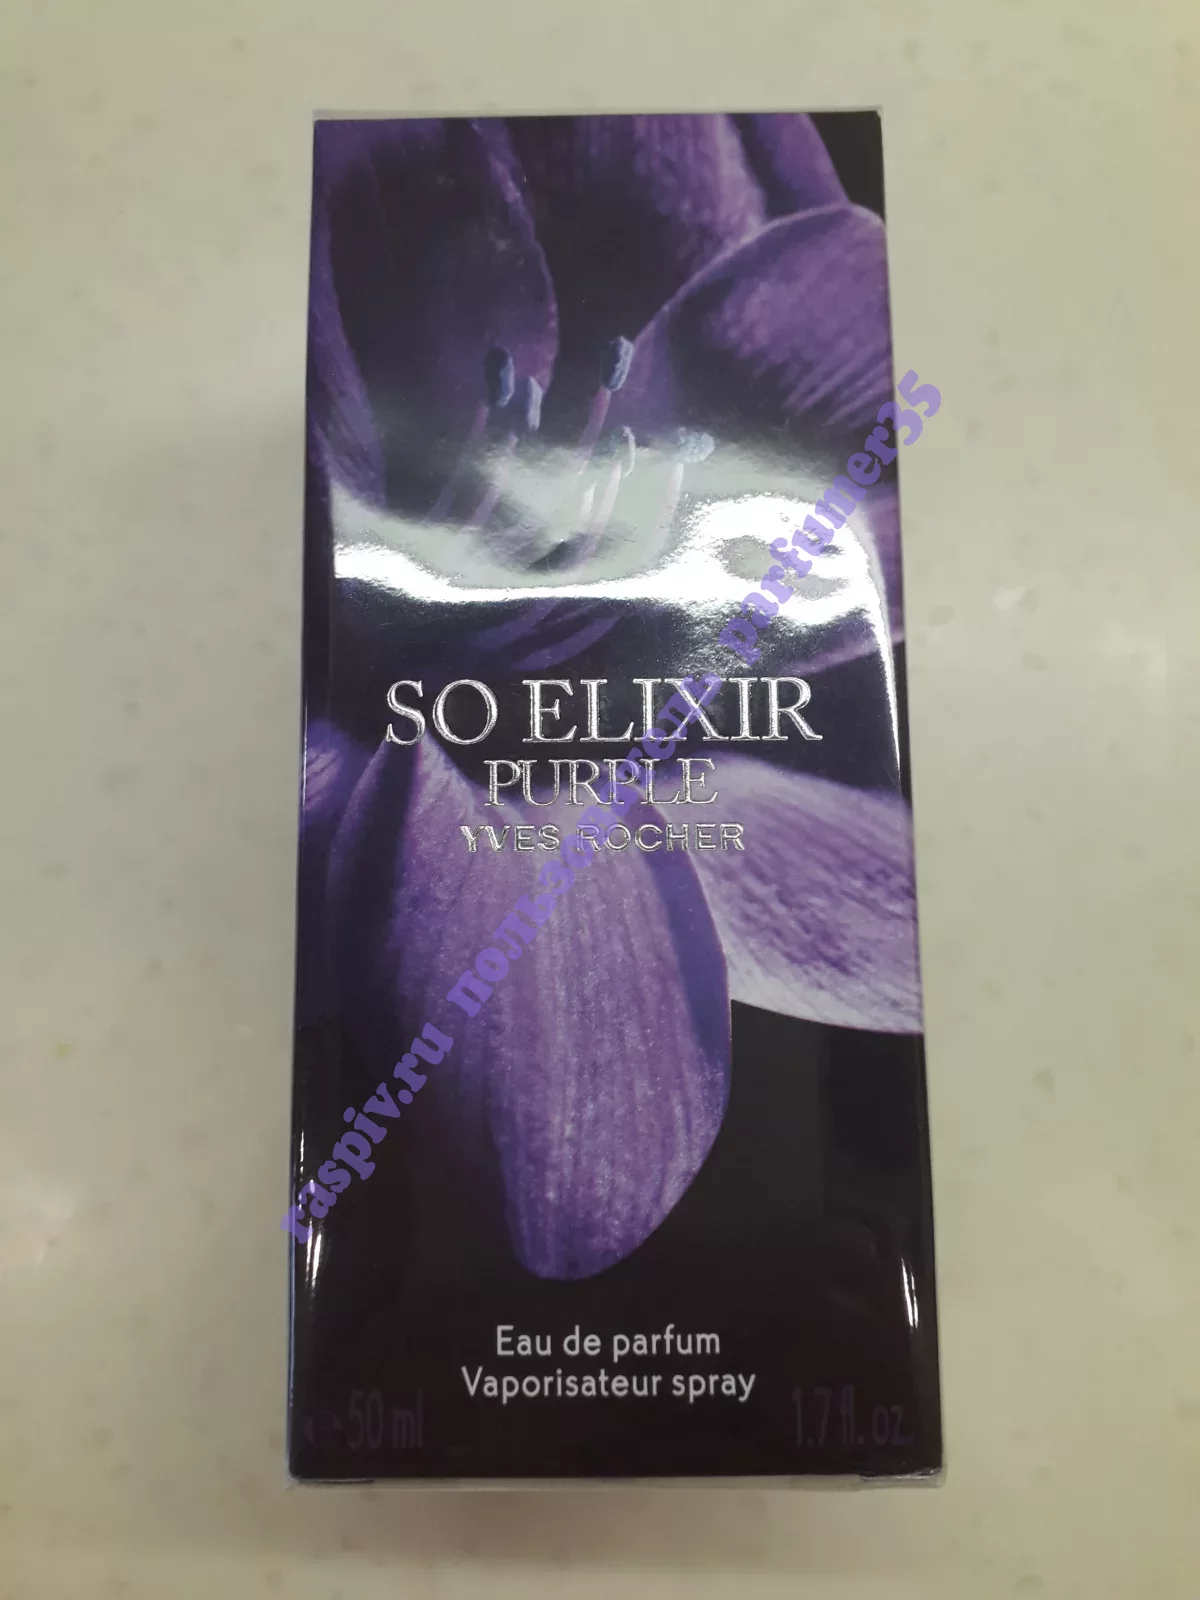 SO ELIXIR
PURPLE
YVES ROCHER
Eau de parfum
Vaporisateur spray
℮ 50 ml
1.7 fl. oz.
raspiv.ru пользователь parfumer35